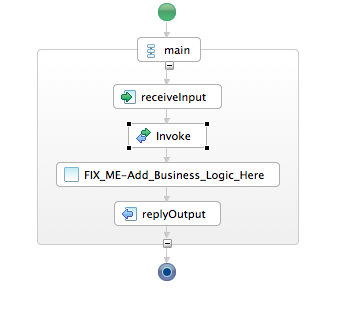 main
receiveInput
Invoke
FIX_ME-Add_Business_Logic_Here
replyOutput